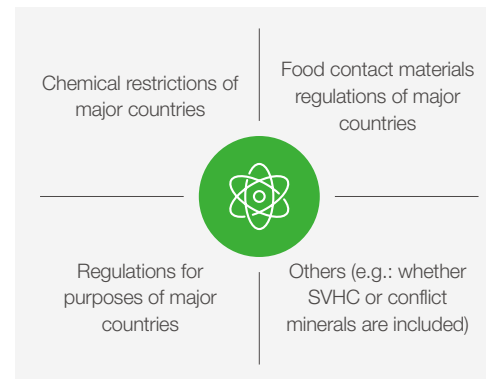 Chemical restrictions of
major countries
Food contact materials
regulations of major
countries
Regulations for
purposes of major
countries
Others (e.g.: whether
SVHC or conflict
minerals are included)